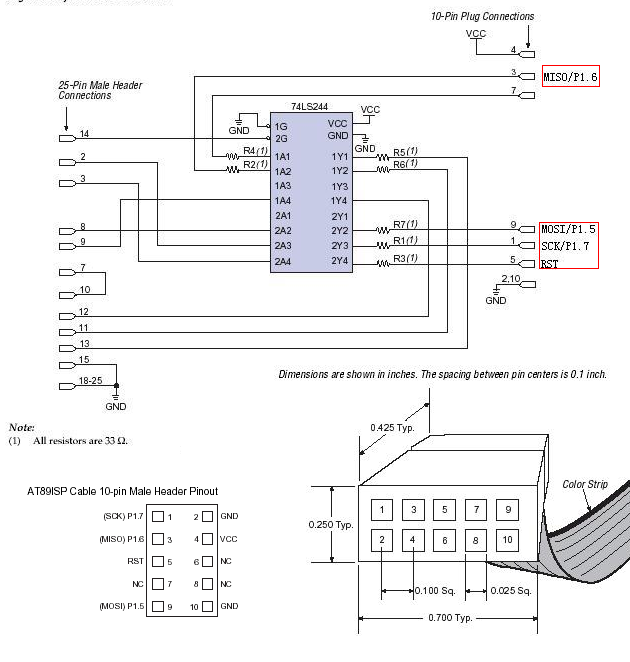 10-Pin Plug Connections
VCC
4
3
MISO/P1.6
7
25-Pin Male Header
Connections
74LS244
VCC
GND
1G
VCC
14
2G
GND
GND
R4(1)
1A1
1Y1
R5(1)
2
R2(1)
1A2
1Y2
R6(1)
3
1A3
1Y3
1A4
1Y4
2A1
2Y1
8
2A2
2Y2
R7(1)
9
MOSI/P1.5
9
2A3
2Y3
R1(1)
1
SCK/P1.7
2A4
2Y4
R3(1)
5
RST
7
2,10
10
GND
12
11
13
15
18-25
GND
Dimensions are shown in inches. The spacing between pin centers is 0.1 inch.
Note:
(1) All resistors are 33 Ω.
0.425 Typ.
AT89ISP Cable 10-pin Male Header Pinout
(SCK) P1.7 1 2 GND
(MISO) P1.6 3 4 VCC
RST 5 6 NC
NC 7 8 NC
(MOSI) P1.5 9 10 GND
Color Strip
0.250 Typ.
1 3 5 7 9
2 4 6 8 10
0.100 Sq.
0.025 Sq.
0.700 Typ.